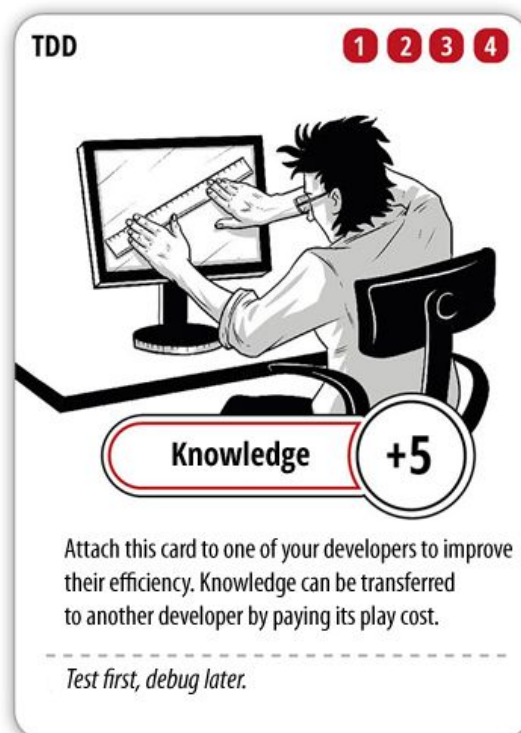 TDD 1 2 3 4
Knowledge +5
Attach this card to one of your developers to improve
their efficiency. Knowledge can be transferred
to another developer by paying its play cost.
Test first, debug later.